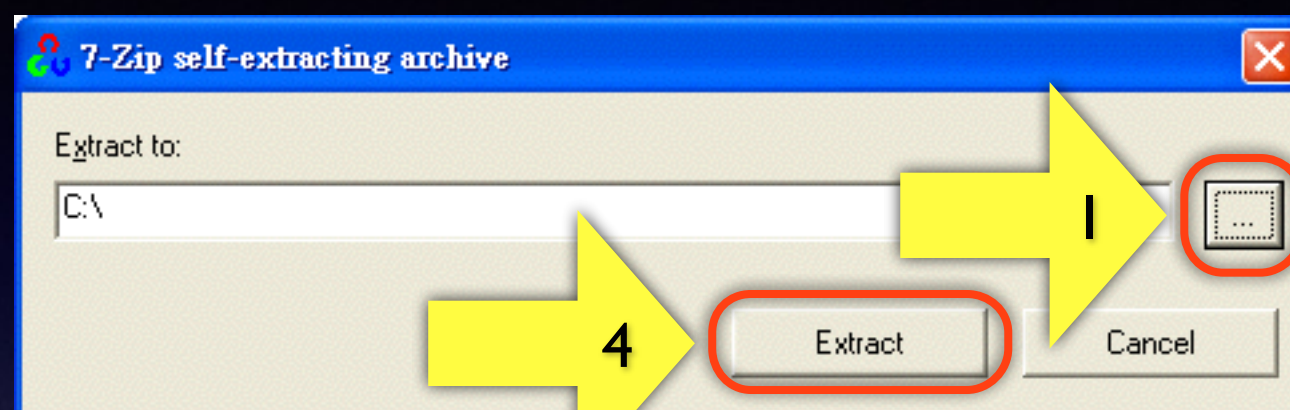 7-Zip self-extracting archive
Extract to:
C:\
1
...
4
Extract
Cancel